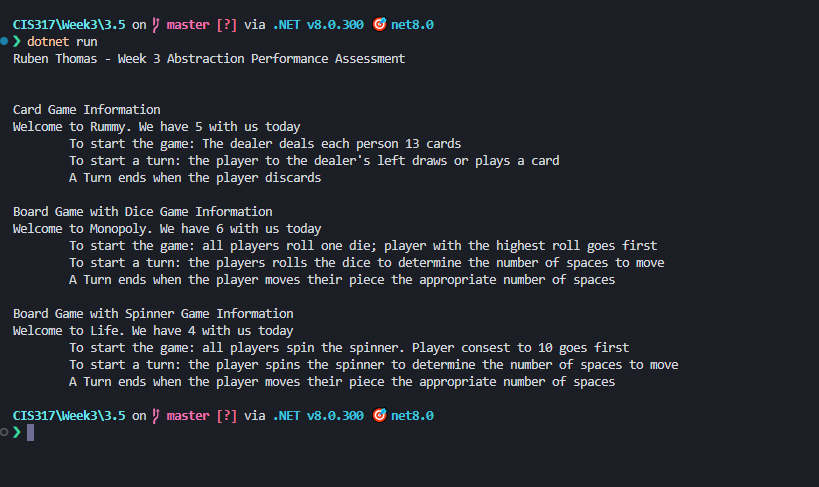 CIS317\Week3\3.5 on master [?] via .NET v8.0.300 🎯 net8.0
❯ dotnet run
Ruben Thomas - Week 3 Abstraction Performance Assessment
Card Game Information
Welcome to Rummy. We have 5 with us today
To start the game: The dealer deals each person 13 cards
To start a turn: the player to the dealer's left draws or plays a card
A Turn ends when the player discards
Board Game with Dice Game Information
Welcome to Monopoly. We have 6 with us today
To start the game: all players roll one die; player with the highest roll goes first
To start a turn: the players rolls the dice to determine the number of spaces to move
A Turn ends when the player moves their piece the appropriate number of spaces
Board Game with Spinner Game Information
Welcome to Life. We have 4 with us today
To start the game: all players spin the spinner. Player consest to 10 goes first
To start a turn: the player spins the spinner to determine the number of spaces to move
A Turn ends when the player moves their piece the appropriate number of spaces
CIS317\Week3\3.5 on master [?] via .NET v8.0.300 🎯 net8.0
❯